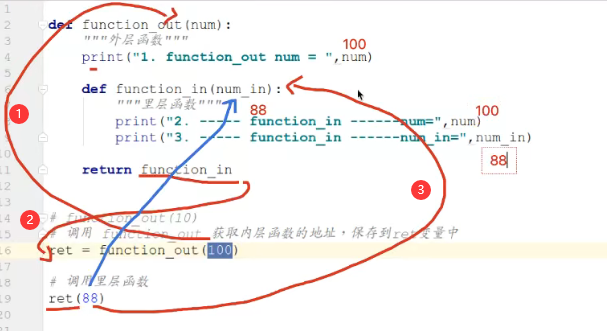 1
2 def function_out(num):
3 """外层函数"""
4 print("1. function_out num = ",num) 100
5
6 def function_in(num_in):
"""里层函数""" 88 100
print("2. ----- function_in ------num=",num)
9 print("3. ----- function_in ------num_in=",num_in)
10 88
11 return function_in
12
13
14 # function_out(10)
15 # 调用 function_out 获取内层函数的地址，保存到ret变量中
16 ret = function_out(100)
17
18 # 调用里层函数
19 ret(88)
20
1
2
3